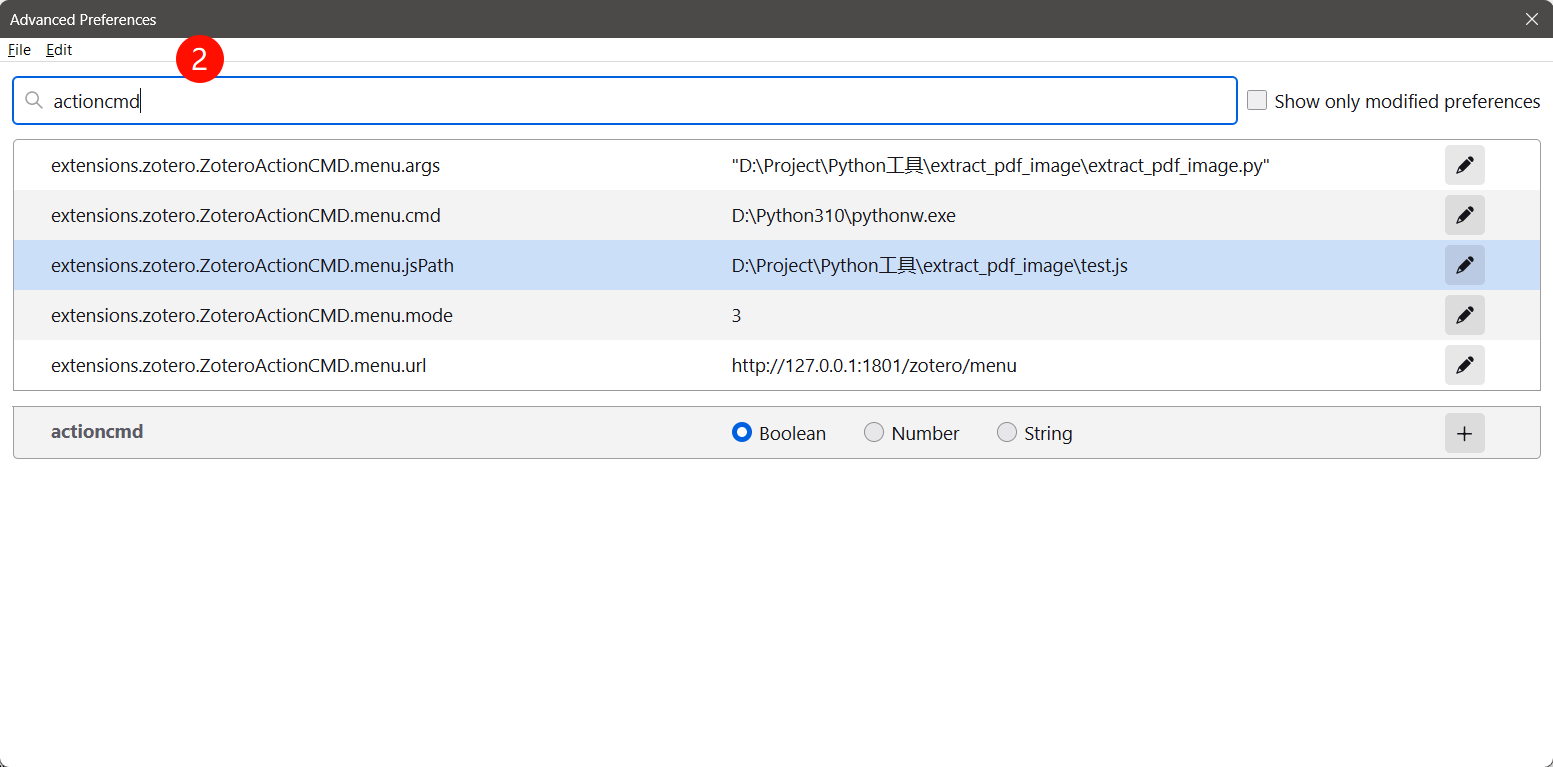 Advanced Preferences
File Edit
2
actioncmd
Show only modified preferences
extensions.zotero.ZoteroActionCMD.menu.args "D:\Project\Python工具\extract_pdf_image\extract_pdf_image.py"
extensions.zotero.ZoteroActionCMD.menu.cmd D:\Python310\pythonw.exe
extensions.zotero.ZoteroActionCMD.menu.jsPath D:\Project\Python工具\extract_pdf_image\test.js
extensions.zotero.ZoteroActionCMD.menu.mode 3
extensions.zotero.ZoteroActionCMD.menu.url http://127.0.0.1:1801/zotero/menu
actioncmd Boolean Number String